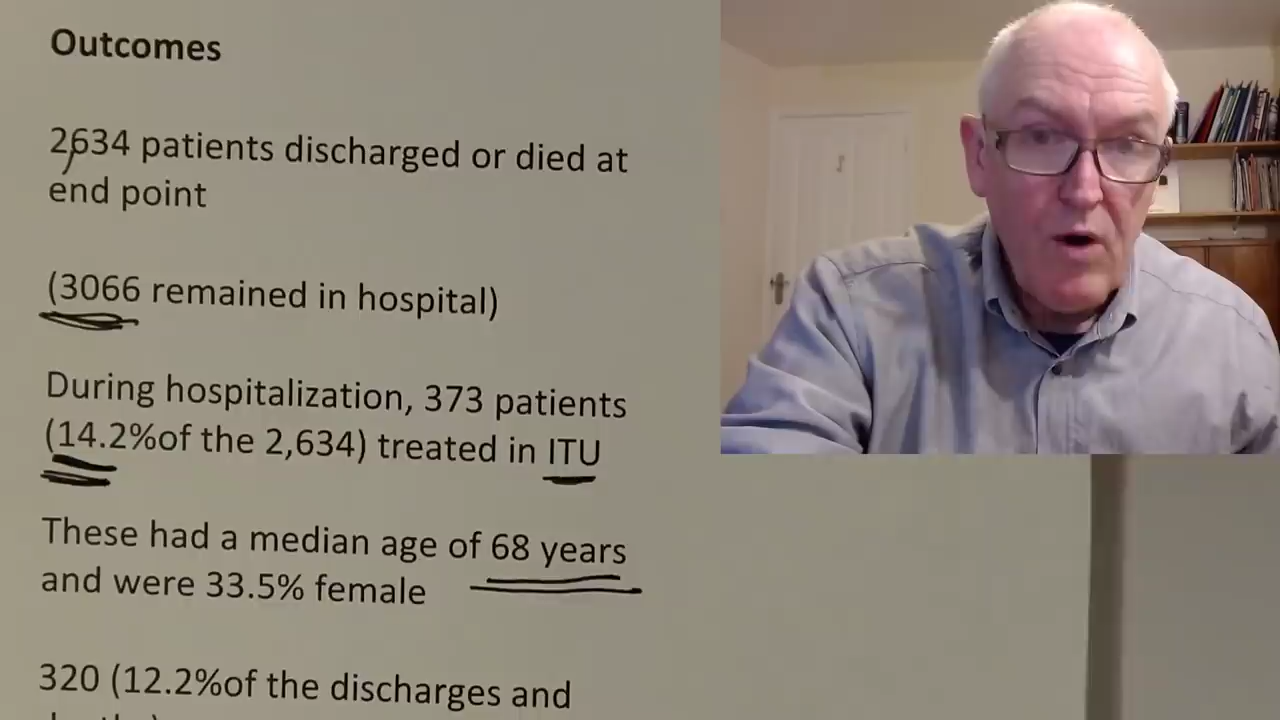 Outcomes
2634 patients discharged or died at
end point
(3066 remained in hospital)
During hospitalization, 373 patients
(14.2%of the 2,634) treated in ITU
These had a median age of 68 years
and were 33.5% female
320 (12.2%of the discharges and